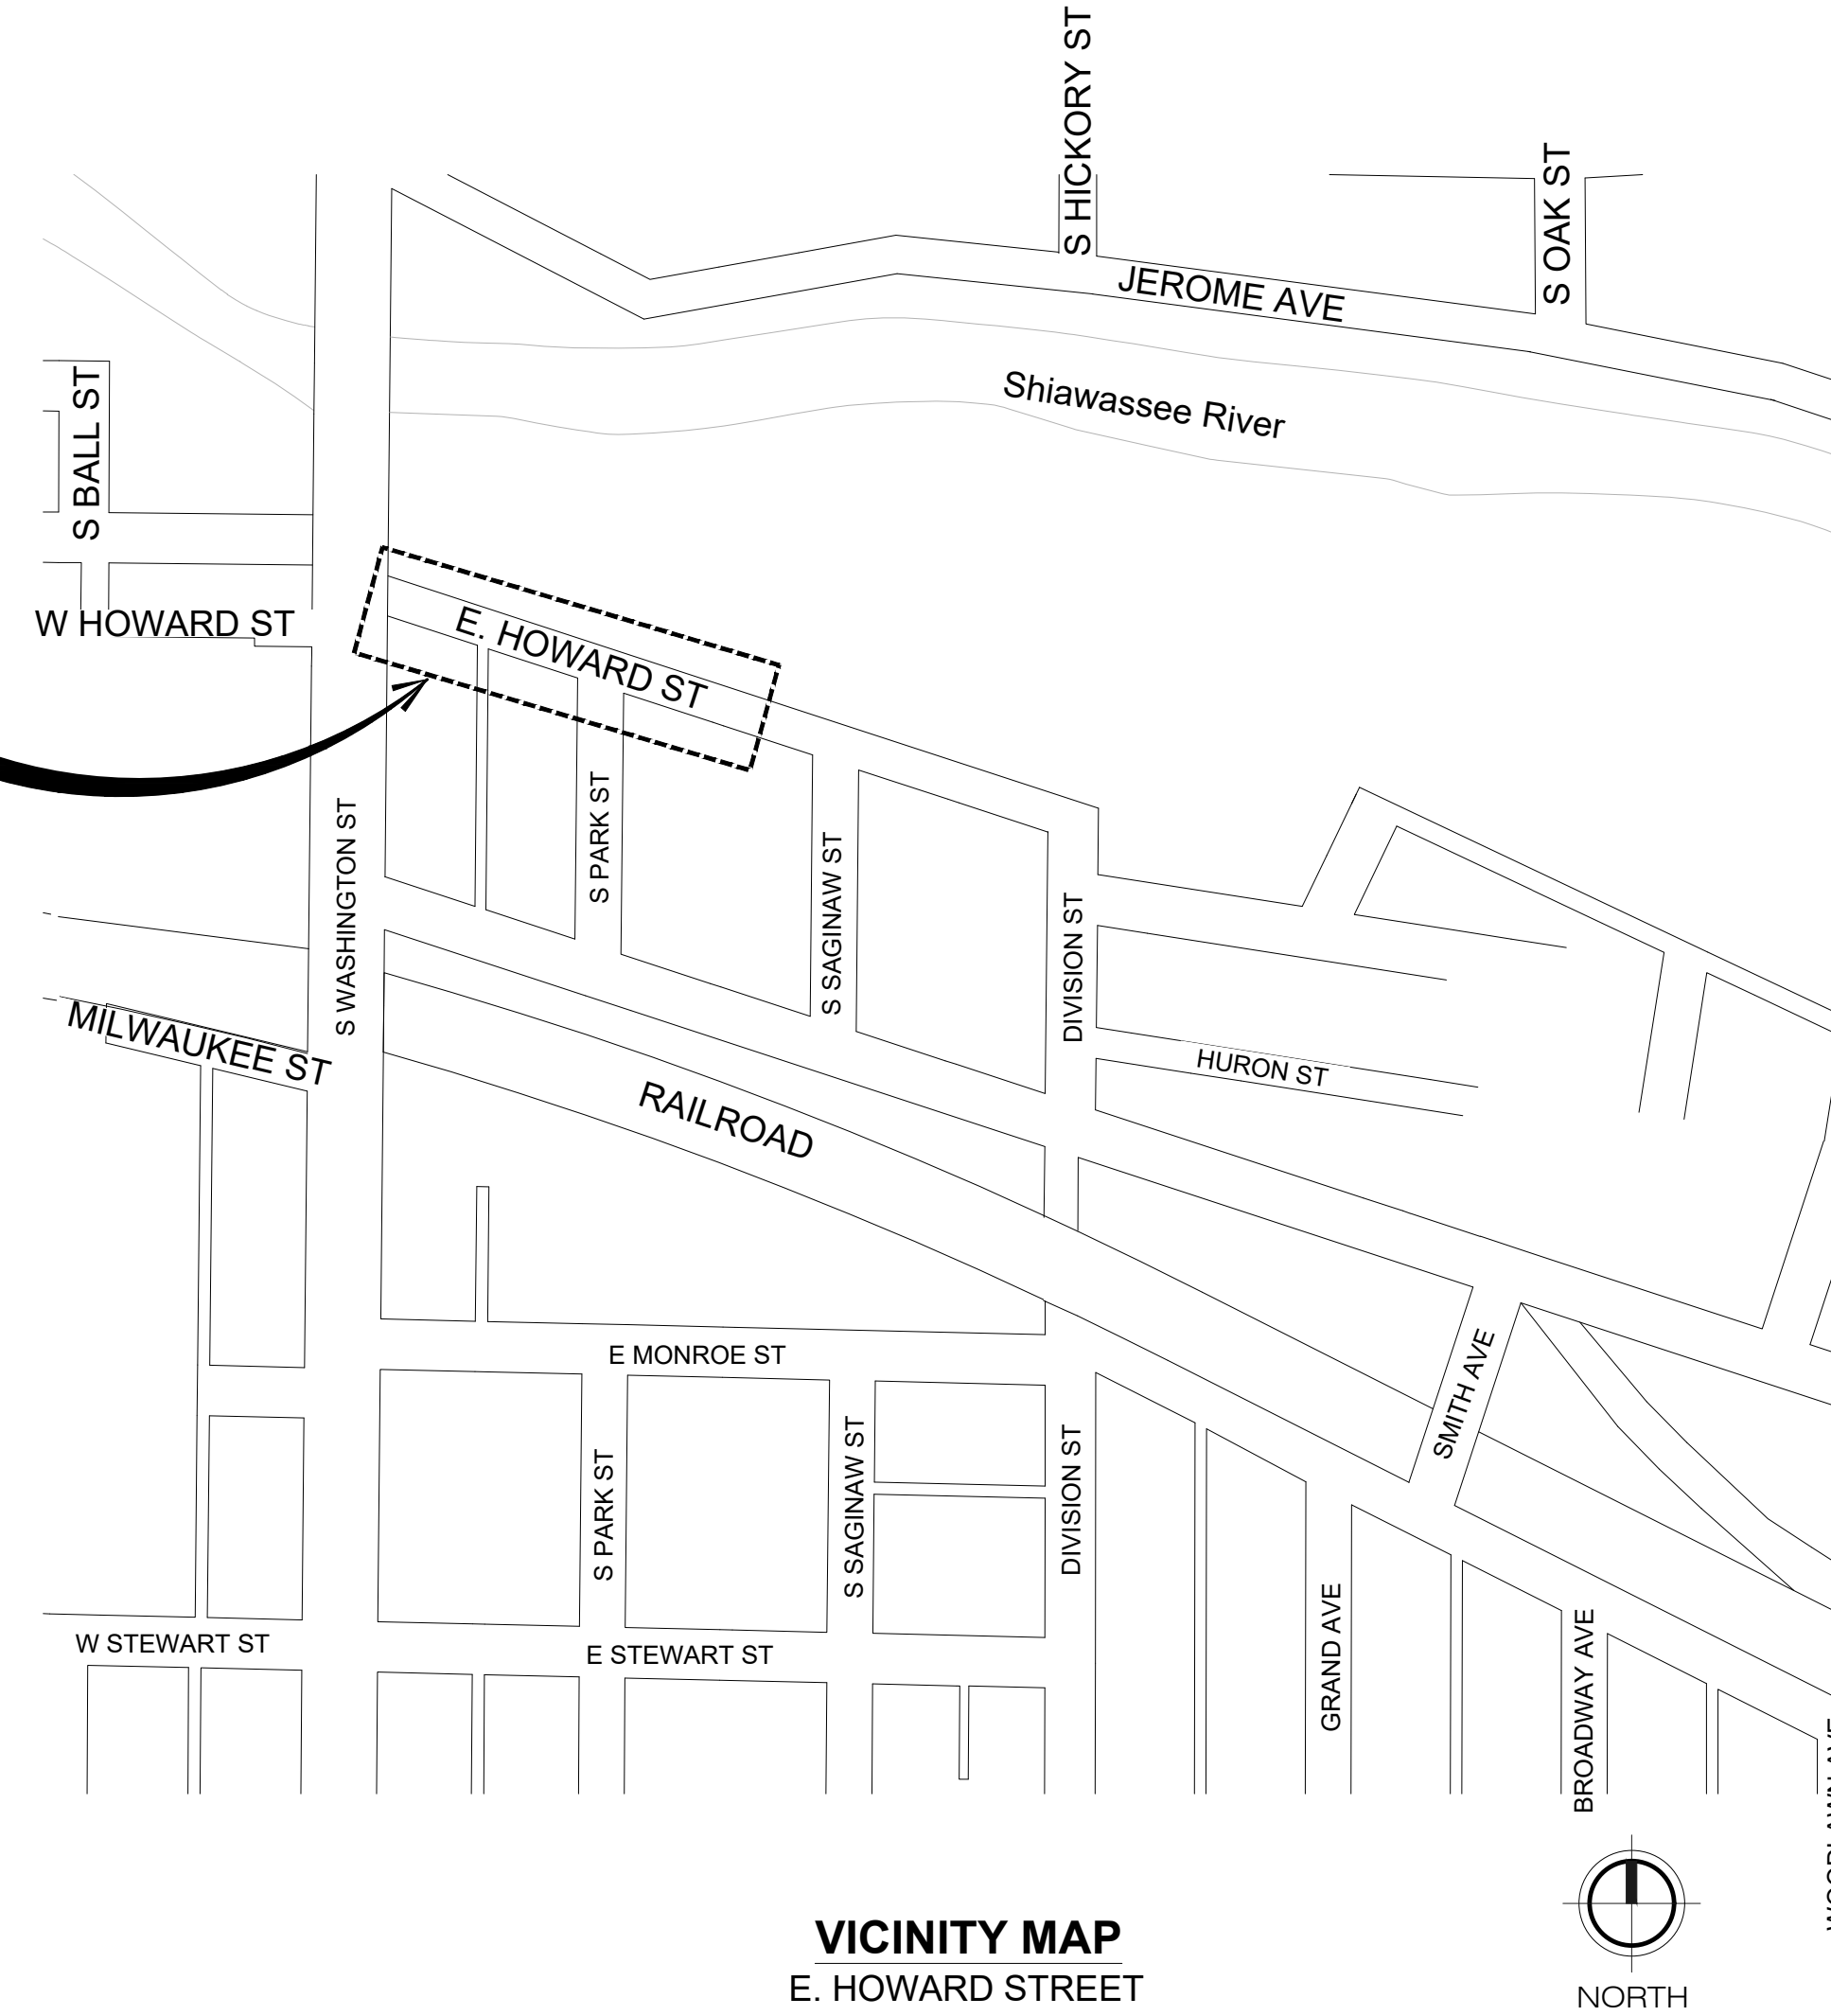 S HICKORY ST
S OAK ST
JEROME AVE
Shiawassee River
S BALL ST
W HOWARD ST
E. HOWARD ST
S WASHINGTON ST
S PARK ST
S SAGINAW ST
DIVISION ST
MILWAUKEE ST
HURON ST
RAILROAD
E MONROE ST
SMITH AVE
S PARK ST
S SAGINAW ST
DIVISION ST
W STEWART ST
E STEWART ST
GRAND AVE
BROADWAY AVE
VICINITY MAP
E. HOWARD STREET
NORTH